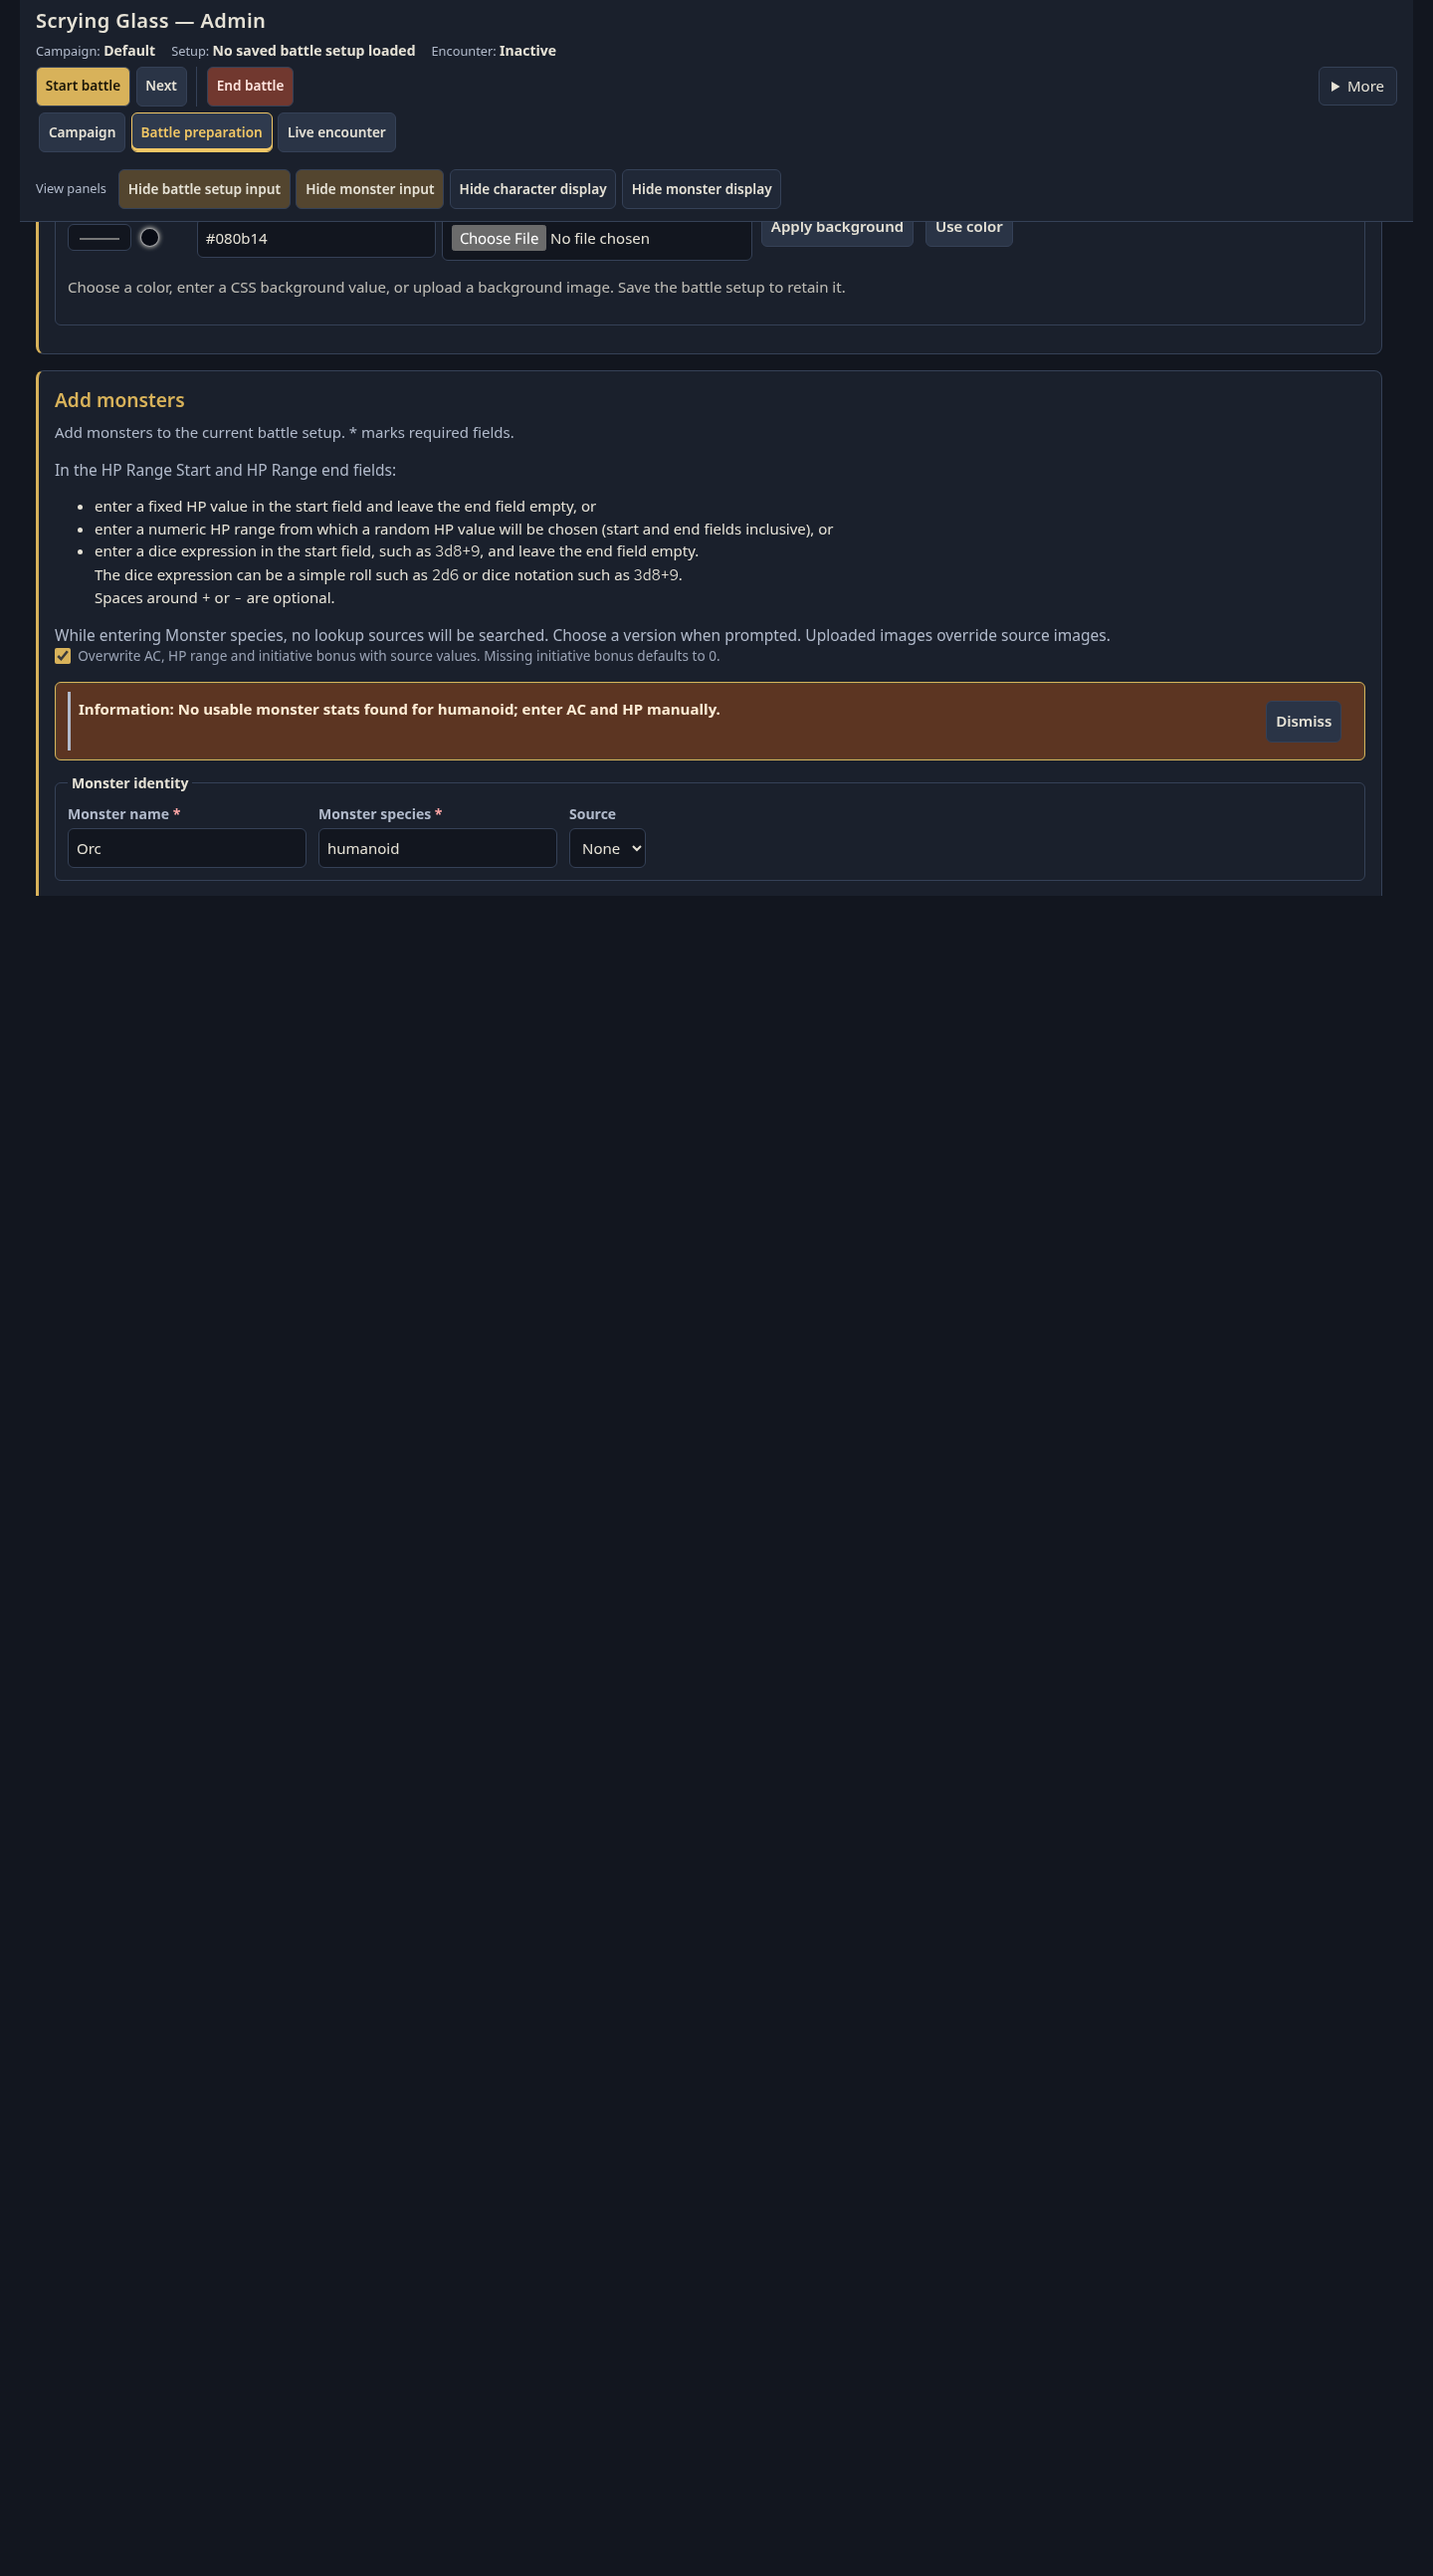 Scrying Glass — Admin
Campaign: Default Setup: No saved battle setup loaded Encounter: Inactive
Start battle Next End battle ▶ More
Campaign Battle preparation Live encounter
View panels Hide battle setup input Hide monster input Hide character display Hide monster display
#080b14 Choose File No file chosen Apply background Use color
Choose a color, enter a CSS background value, or upload a background image. Save the battle setup to retain it.
Add monsters
Add monsters to the current battle setup. * marks required fields.
In the HP Range Start and HP Range end fields:
• enter a fixed HP value in the start field and leave the end field empty, or
• enter a numeric HP range from which a random HP value will be chosen (start and end fields inclusive), or
• enter a dice expression in the start field, such as 3d8+9, and leave the end field empty.
The dice expression can be a simple roll such as 2d6 or dice notation such as 3d8+9.
Spaces around + or - are optional.
While entering Monster species, no lookup sources will be searched. Choose a version when prompted. Uploaded images override source images.
Overwrite AC, HP range and initiative bonus with source values. Missing initiative bonus defaults to 0.
Information: No usable monster stats found for humanoid; enter AC and HP manually. Dismiss
Monster identity
Monster name * Monster species * Source
Orc humanoid None